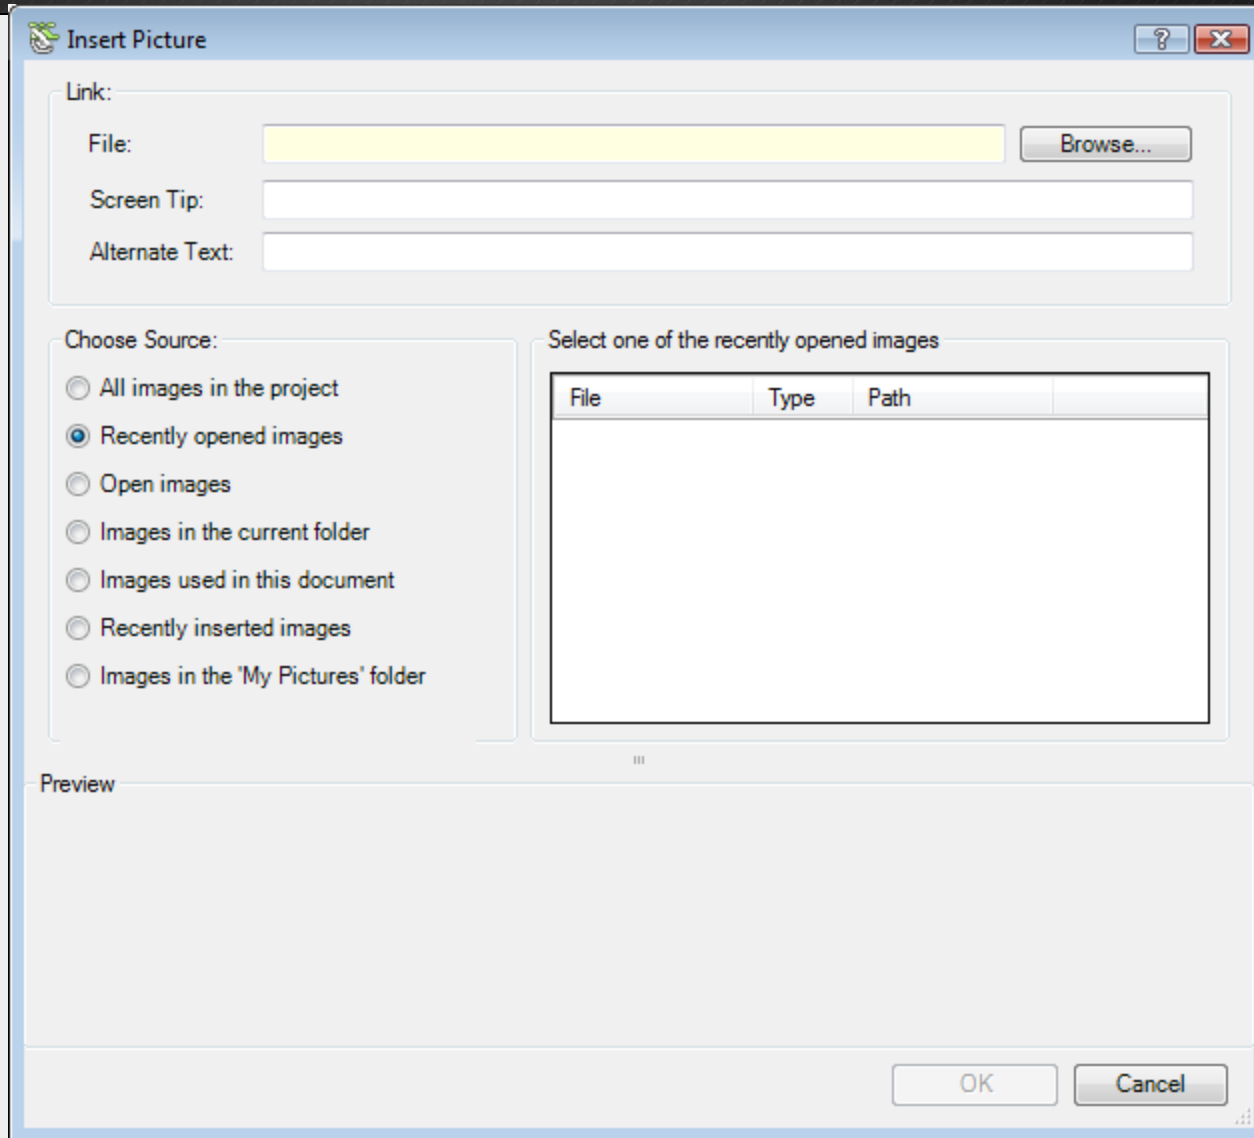 Insert Picture
?
Link:
File:
Browse...
Screen Tip:
Alternate Text:
Choose Source:
All images in the project
Recently opened images
Open images
Images in the current folder
Images used in this document
Recently inserted images
Images in the 'My Pictures' folder
Select one of the recently opened images
File Type Path
Preview
OK Cancel